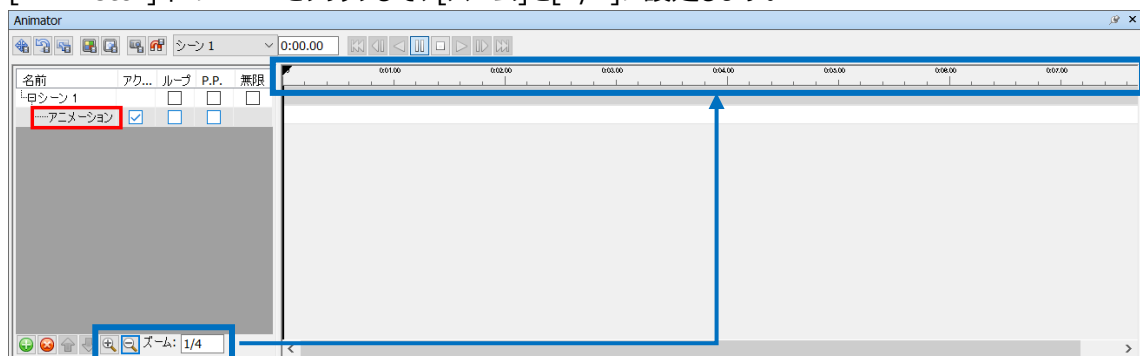 Animator
シーン 1
0:00.00
名前 アク... ループ P.P. 無限
0:01.00 0:02.00 0:03.00 0:04.00 0:05.00 0:06.00 0:07.00
シーン 1
アニメーション
ズーム: 1/4